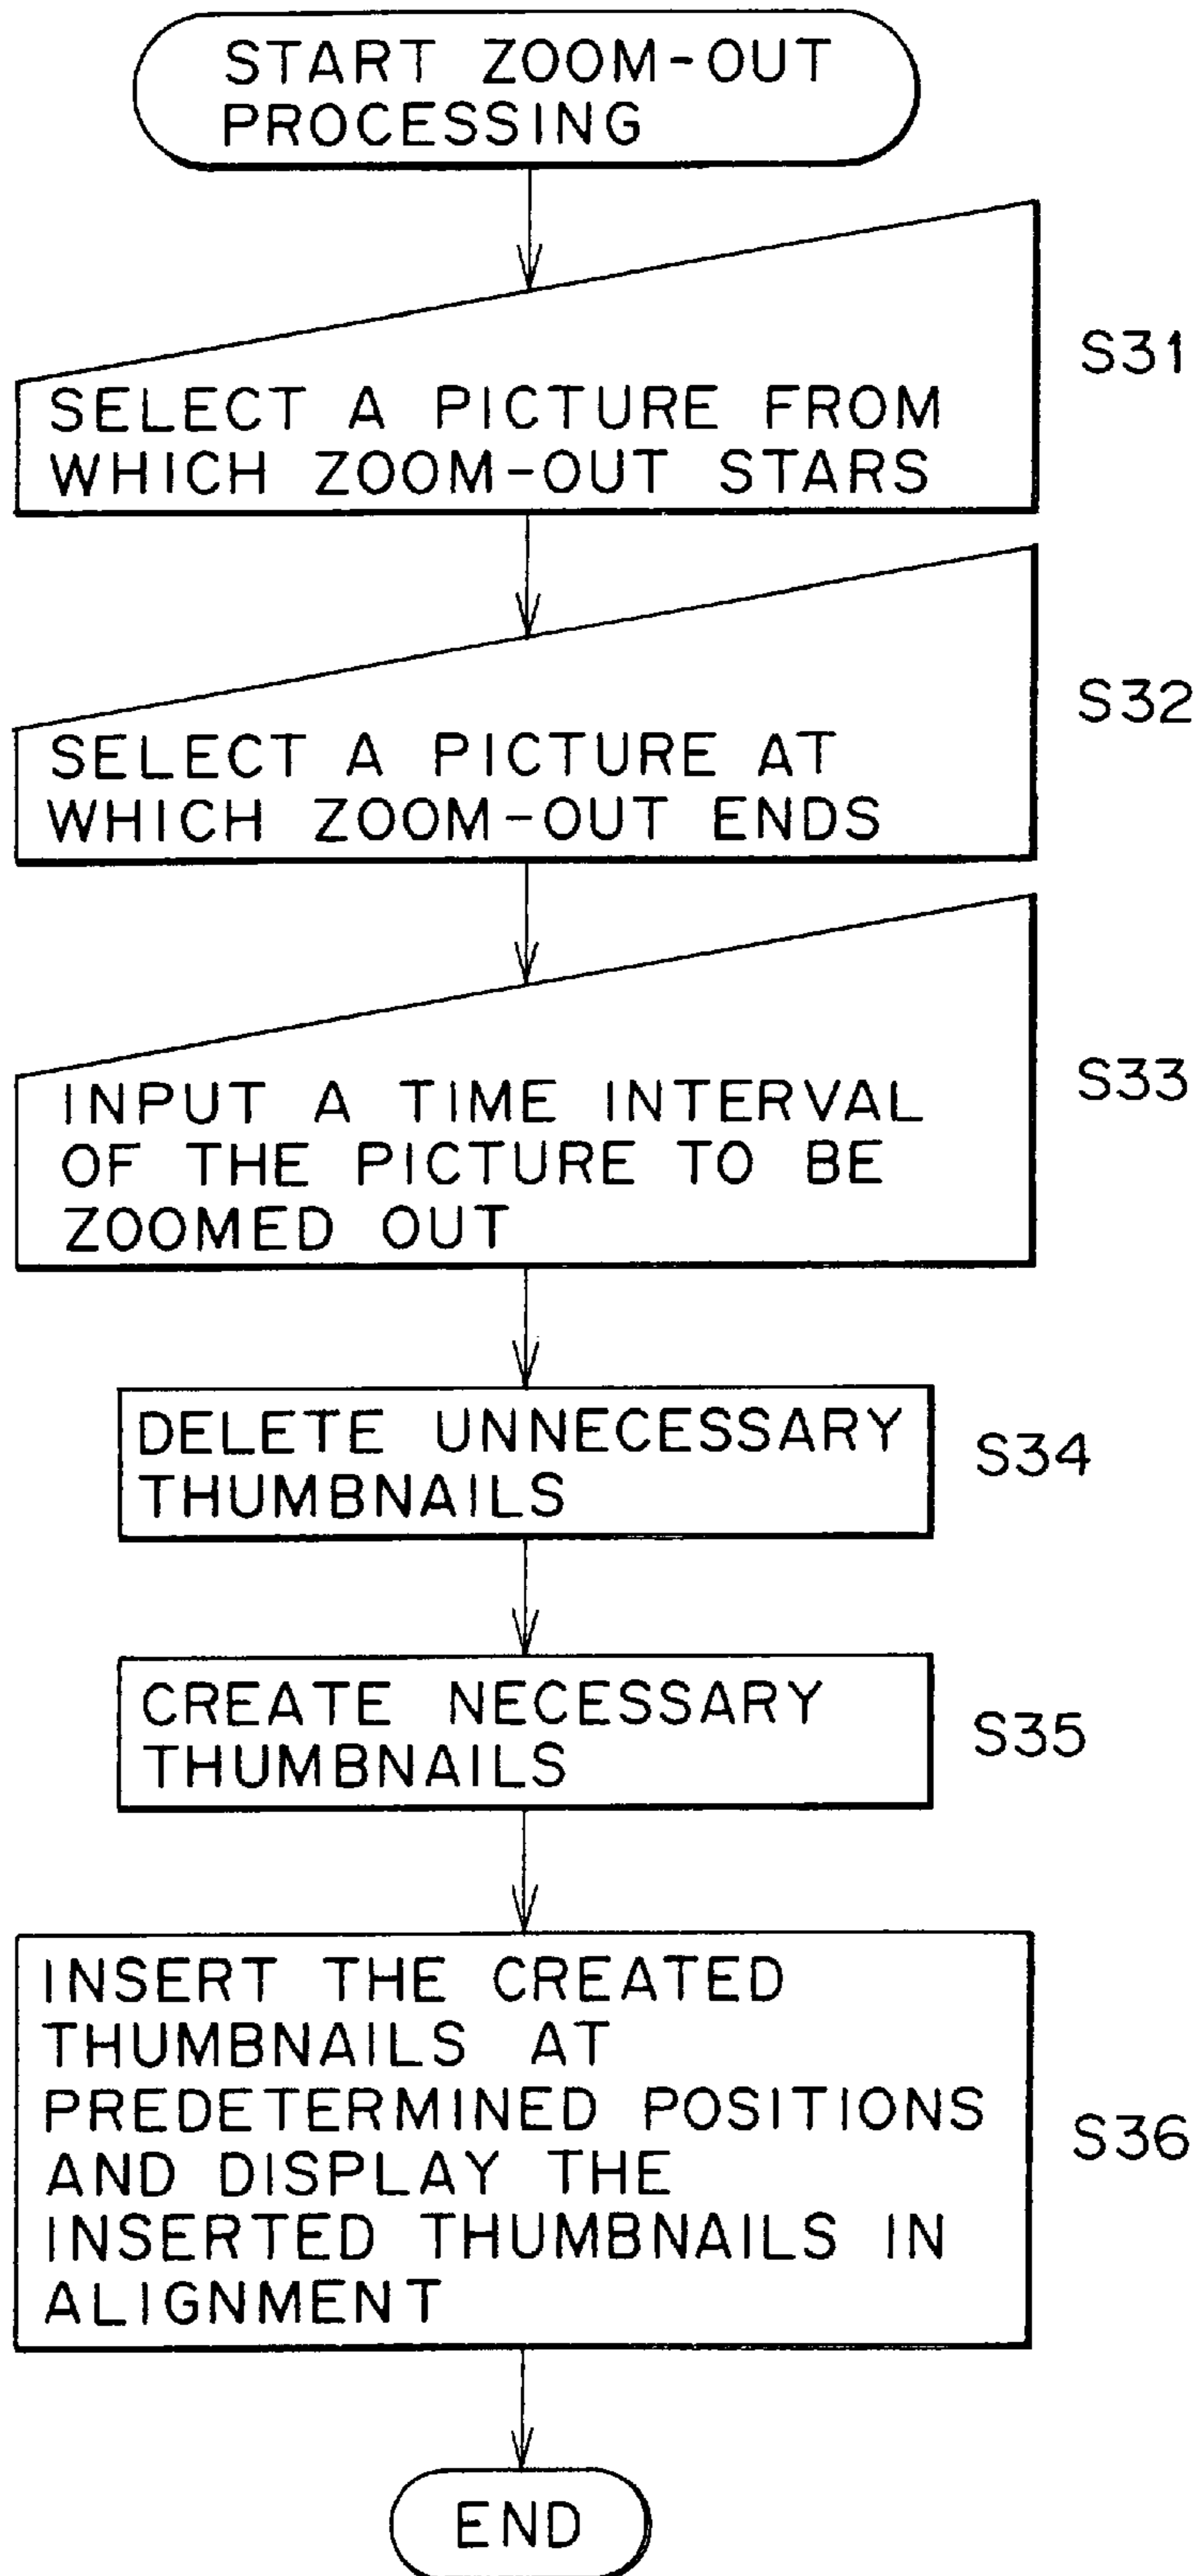 START ZOOM-OUT
PROCESSING
S31
SELECT A PICTURE FROM
WHICH ZOOM-OUT STARS
S32
SELECT A PICTURE AT
WHICH ZOOM-OUT ENDS
S33
INPUT A TIME INTERVAL
OF THE PICTURE TO BE
ZOOMED OUT
DELETE UNNECESSARY
THUMBNAILS
S34
CREATE NECESSARY
THUMBNAILS
S35
INSERT THE CREATED
THUMBNAILS AT
PREDETERMINED POSITIONS
AND DISPLAY THE
INSERTED THUMBNAILS IN
ALIGNMENT
S36
END